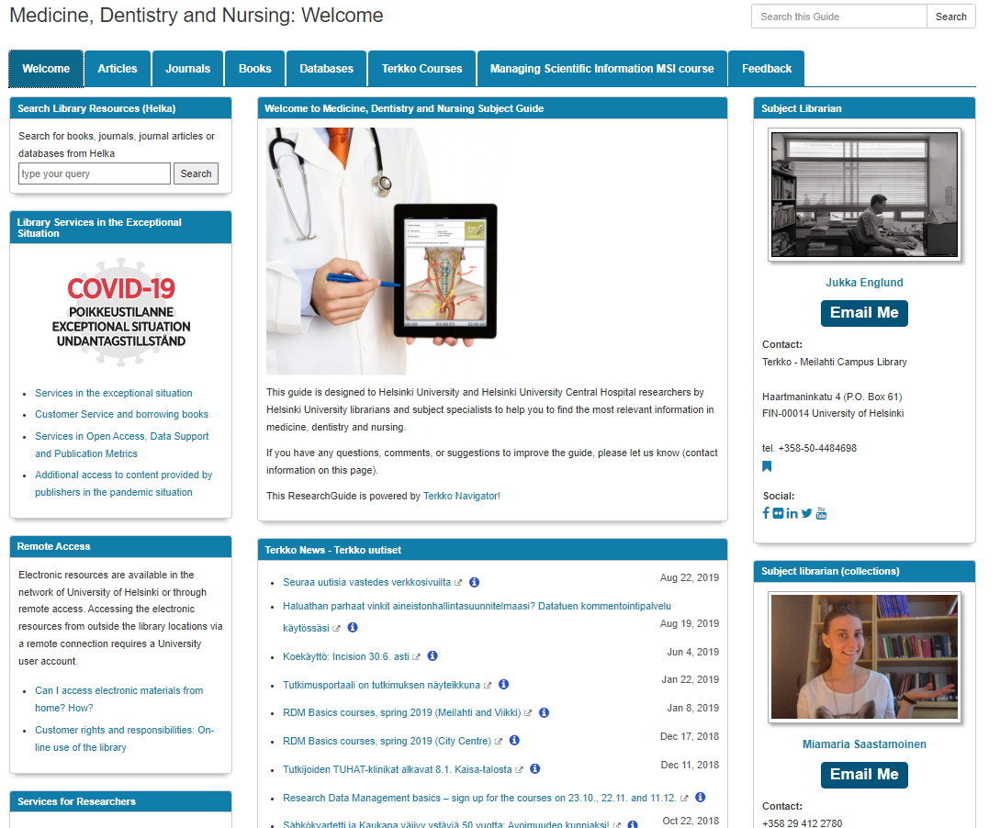 Medicine, Dentistry and Nursing: Welcome
Search this Guide
Search
Welcome
Articles
Journals
Books
Databases
Terkko Courses
Managing Scientific Information MSI course
Feedback
Search Library Resources (Helka)
Search for books, journals, journal articles or
databases from Helka
type your query
Search
Library Services in the Exceptional
Situation
COVID-19
POIKKEUSTILANNE
EXCEPTIONAL SITUATION
UNDANTAGSTILLSTÅND
Services in the exceptional situation
Customer Service and borrowing books
Services in Open Access, Data Support
and Publication Metrics
Additional access to content provided by
publishers in the pandemic situation
Remote Access
Electronic resources are available in the
network of University of Helsinki or through
remote access. Accessing the electronic
resources from outside the library locations via
a remote connection requires a University
user account.
Can I access electronic materials from
home? How?
Customer rights and responsibilities: On-
line use of the library
Services for Researchers
Welcome to Medicine, Dentistry and Nursing Subject Guide
This guide is designed to Helsinki University and Helsinki University Central Hospital researchers by
Helsinki University librarians and subject specialists to help you to find the most relevant information in
medicine, dentistry and nursing.
If you have any questions, comments, or suggestions to improve the guide, please let us know (contact
information on this page).
This ResearchGuide is powered by Terkko Navigator!
Terkko News - Terkko uutiset
Seuraa uutisia vastedes verkkosivuilta
Aug 22, 2019
Haluathan parhaat vinkit aineistonhallintasuunnitelmaasi? Datatuen kommentointipalvelu
käytössäsi
Aug 19, 2019
Koekäyttö: Incision 30.6. asti
Jun 4, 2019
Tutkimusportaali on tutkimuksen näyteikkuna
Jan 22, 2019
RDM Basics courses, spring 2019 (Meilahti and Viikki)
Jan 8, 2019
RDM Basics courses, spring 2019 (City Centre)
Dec 17, 2018
Tutkijoiden TUHAT-klinikat alkavat 8.1. Kaisa-talosta
Dec 11, 2018
Research Data Management basics – sign up for the courses on 23.10., 22.11. and 11.12.
Sähkökvartetti ja Kaukana väijyy ystäviä 50 vuotta: Avoimuuden kunniaksi!
Oct 22, 2018
Subject Librarian
Jukka Englund
Email Me
Contact:
Terkko - Meilahti Campus Library
Haartmaninkatu 4 (P.O. Box 61)
FIN-00014 University of Helsinki
tel. +358-50-4484698
Social:
Subject librarian (collections)
Miamaria Saastamoinen
Email Me
Contact:
+358 29 412 2780